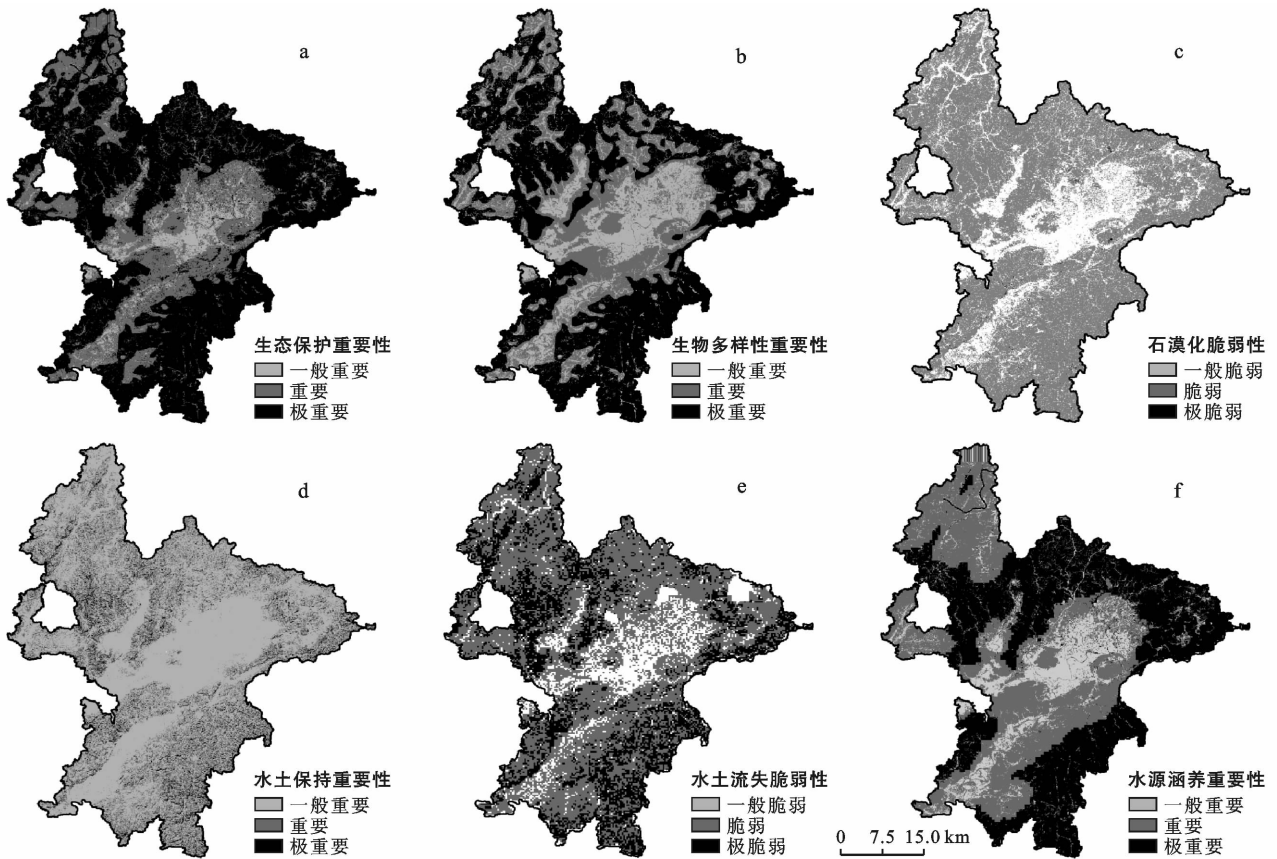 a
生态保护重要性
一般重要
重要
极重要
b
生物多样性重要性
一般重要
重要
极重要
c
石漠化脆弱性
一般脆弱
脆弱
极脆弱
d
水土保持重要性
一般重要
重要
极重要
e
水土流失脆弱性
一般脆弱
脆弱
极脆弱
f
水源涵养重要性
一般重要
重要
极重要
0 7.5 15.0 km